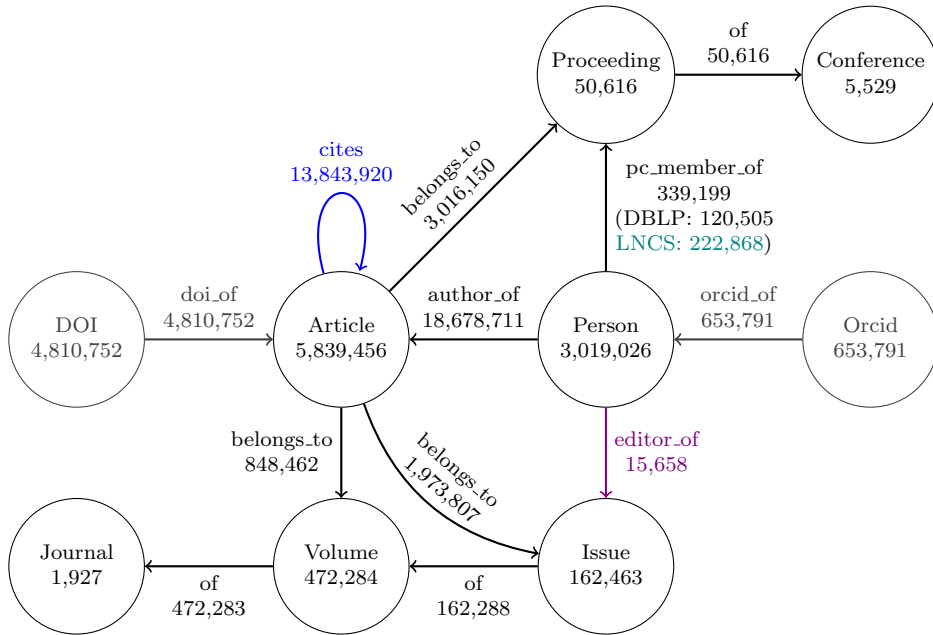 Proceeding
50,616
of
50,616
Conference
5,529
cites
13,843,920
belongs_to
3,016,150
pc_member_of
339,199
(DBLP: 120,505
LNCS: 222,868)
DOI
4,810,752
doi_of
4,810,752
Article
5,839,456
author_of
18,678,711
Person
3,019,026
orcid_of
653,791
Orcid
653,791
belongs_to
848,462
belongs_to
1,973,807
editor_of
15,658
Journal
1,927
of
472,283
Volume
472,284
of
162,288
Issue
162,463